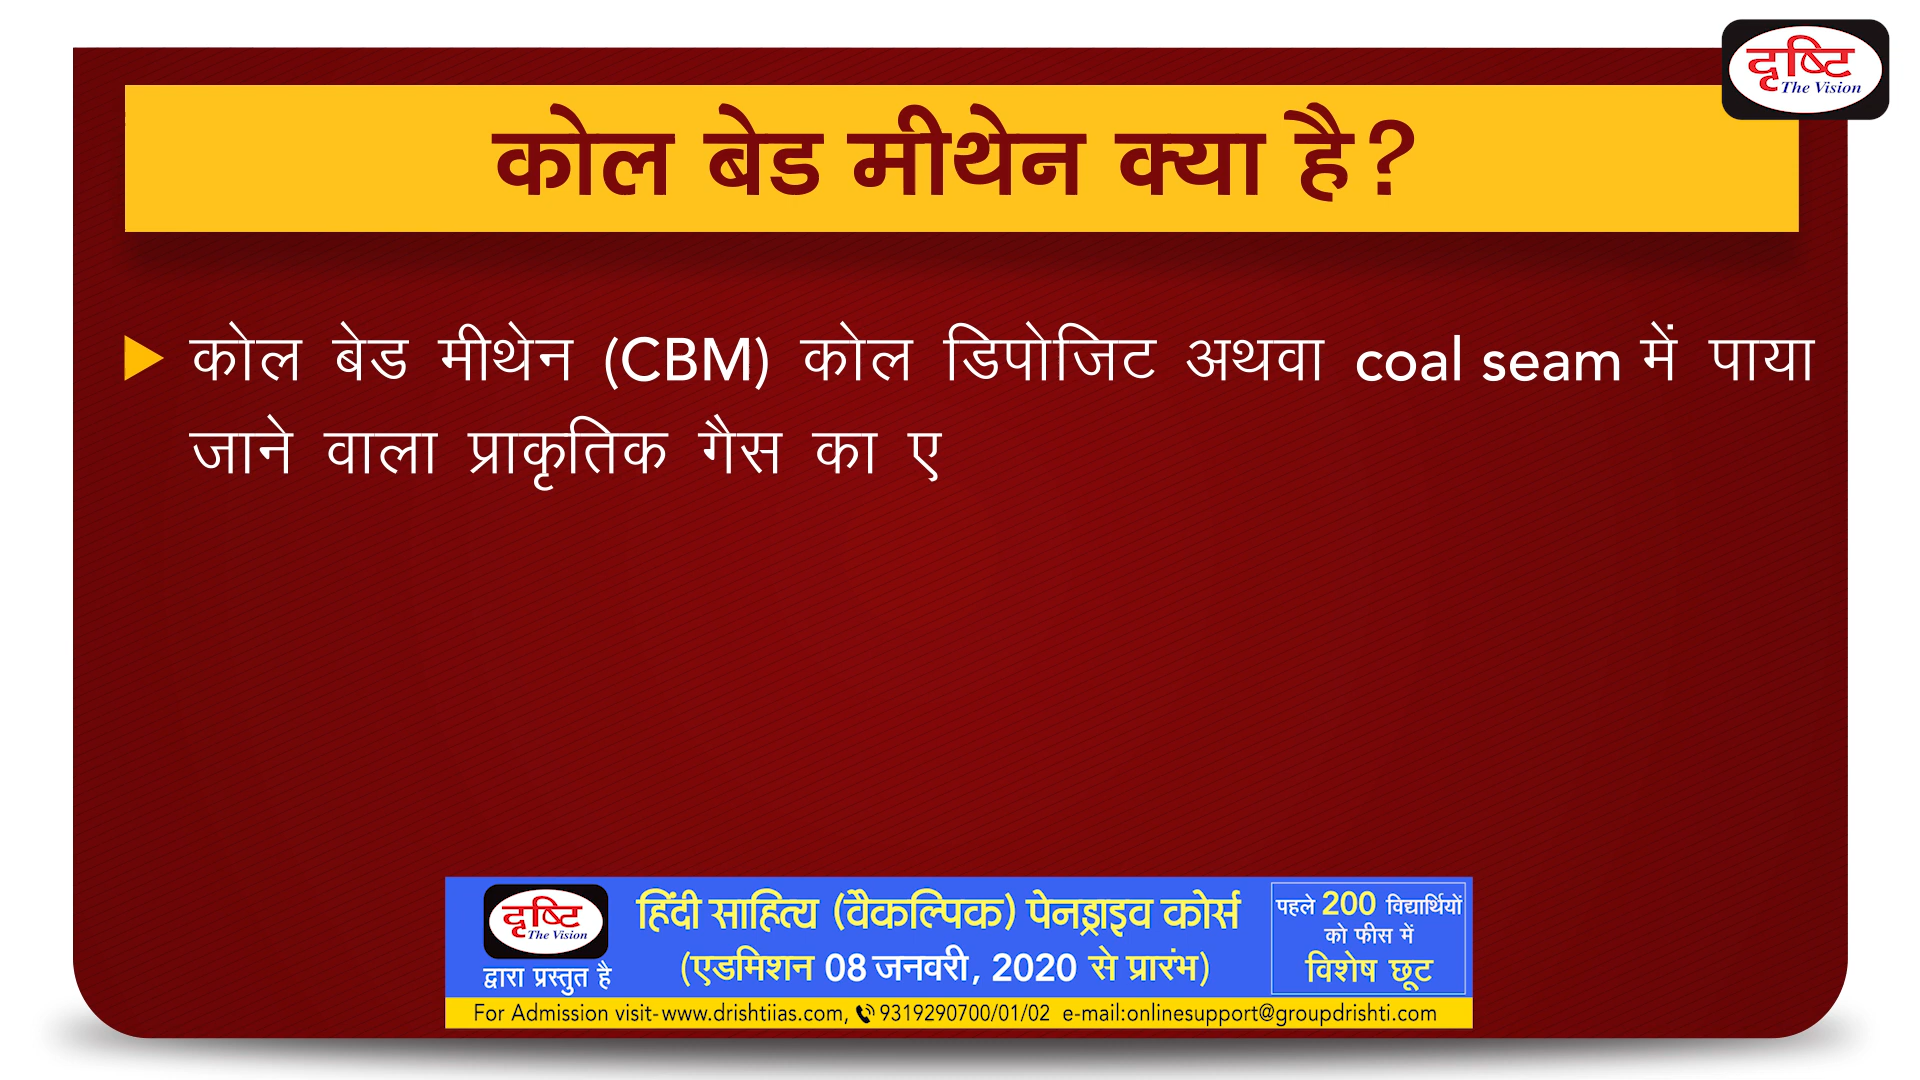 दृष्टि
The Vision
कोल बेड मीथेन क्या है?
कोल बेड मीथेन (CBM) कोल डिपोजिट अथवा coal seam में पाया
जाने वाला प्राकृतिक गैस का ए
दृष्टि
The Vision
द्वारा प्रस्तुत है
हिंदी साहित्य (वैकल्पिक) पेनड्राइव कोर्स
(एडमिशन 08 जनवरी, 2020 से प्रारंभ)
पहले 200 विद्यार्थियों
को फीस में
विशेष छूट
For Admission visit-www.drishtiias.com, 9319290700/01/02 e-mail:onlinesupport@groupdrishti.com